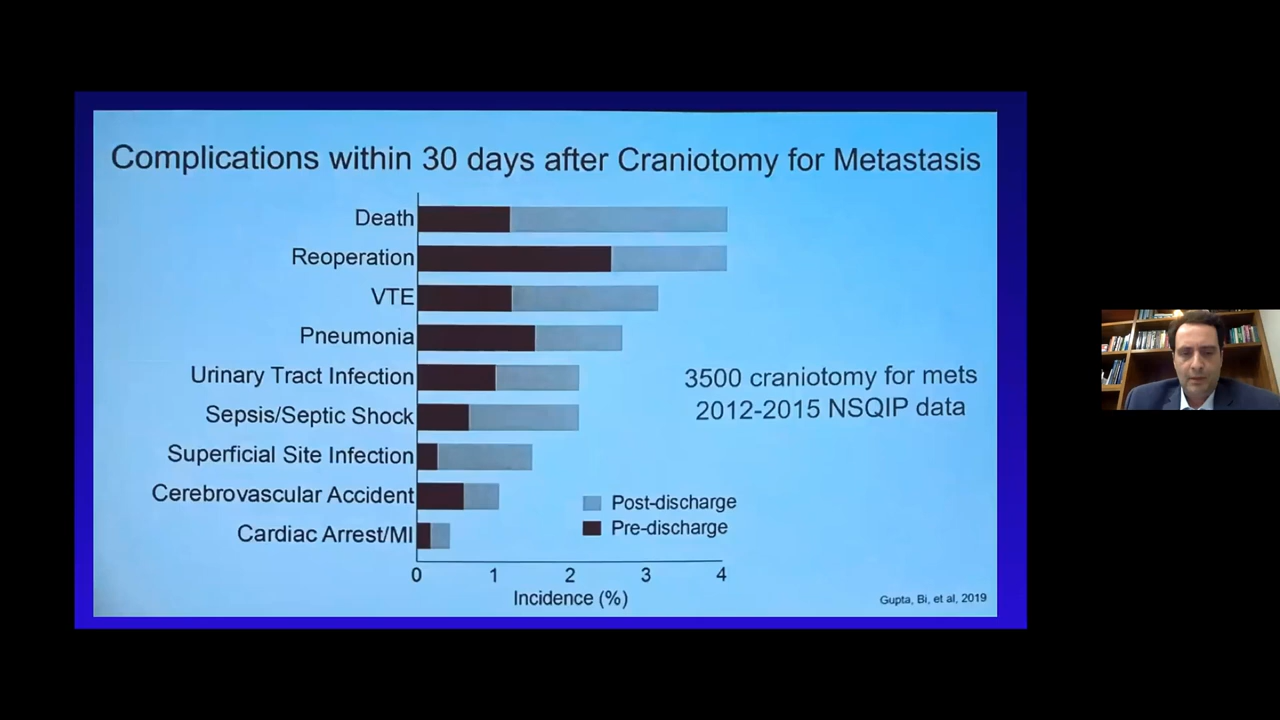 Complications within 30 days after Craniotomy for Metastasis
Death
Reoperation
VTE
Pneumonia
Urinary Tract Infection
Sepsis/Septic Shock
Superficial Site Infection
Cerebrovascular Accident
Cardiac Arrest/MI
3500 craniotomy for mets
2012-2015 NSQIP data
Post-discharge
Pre-discharge
0 1 2 3 4
Incidence (%)
Gupta, Bi, et al, 2019